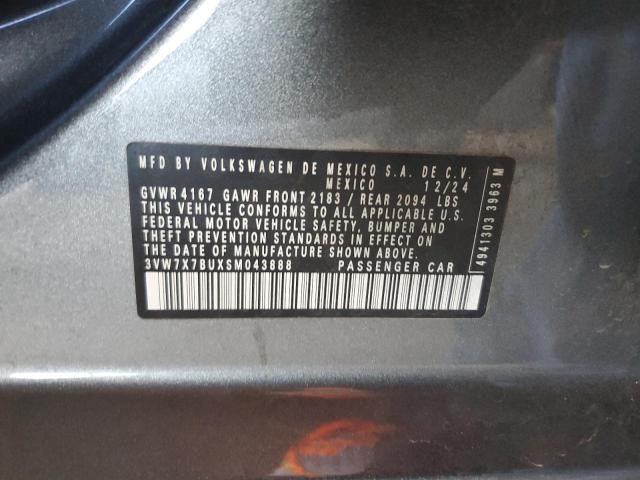 MFD BY VOLKSWAGEN DE MEXICO S.A. DE C.V.
MEXICO 12/24
GVWR 4167 GAWR FRONT 2183 / REAR 2094 LBS
THIS VEHICLE CONFORMS TO ALL APPLICABLE U.S.
FEDERAL MOTOR VEHICLE SAFETY, BUMPER AND
THEFT PREVENTION STANDARDS IN EFFECT ON
THE DATE OF MANUFACTURE SHOWN ABOVE.
3VW7X7BUXSM043888 PASSENGER CAR
4941303 3963 M